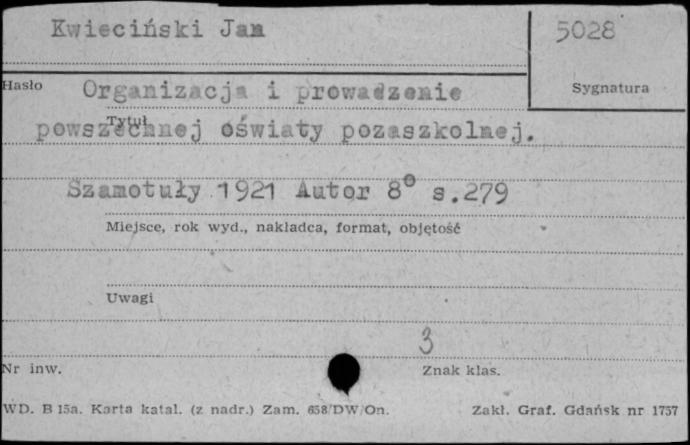 Kwieciński Jan
5028
Hasło
Organizacja i prowadzenie
Sygnatura
Tytuł
powszechnej oświaty pozaszkolnej.
Szamotuły 1921 Autor 8° s.279
Miejsce, rok wyd., nakładca, format, objętość
Uwagi
3
Nr inw.
Znak klas.
WD. B 15a. Karta katal. (z nadr.) Zam. 658/DW/On.
Zakł. Graf. Gdańsk nr 1757